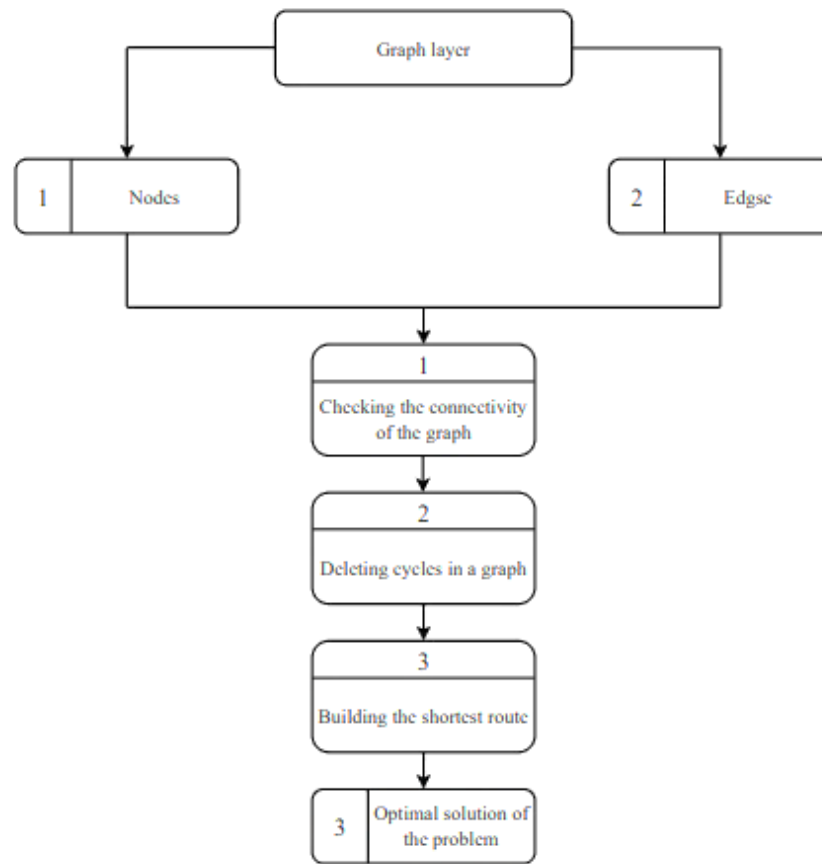 Graph layer
1
Nodes
2
Edgse
1
Checking the connectivity
of the graph
2
Deleting cycles in a graph
3
Building the shortest route
3
Optimal solution of
the problem